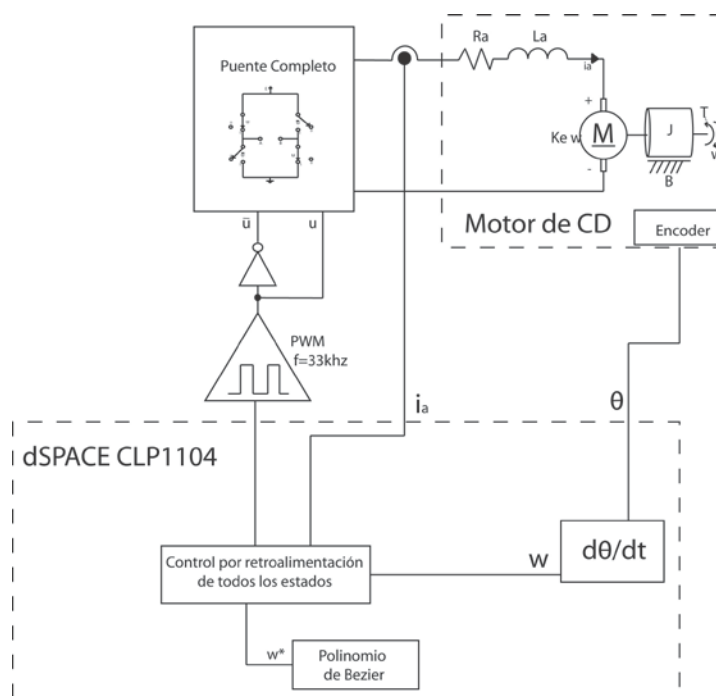 Puente Completo
Ra
La
ia
+
Ke w
M
-
J
T
w
B
Motor de CD
Encoder
ū
u
PWM
f=33khz
ia
θ
dSPACE CLP1104
Control por retroalimentación
de todos los estados
w
dθ/dt
w*
Polinomio
de Bezier